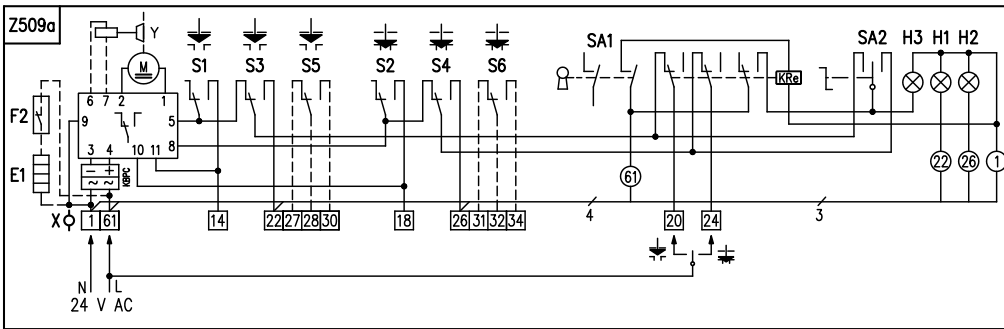 Z509a
Y
M
S1 S3 S5 S2 S4 S6
SA1 SA2 H3 H1 H2
KRe
F2
E1
6 7 2 1
9 5
8
3 4 10 11
− +
~ ~
KBPC
61 22 26 1
X 1 61 14 22 27 28 30 18 26 31 32 34 4 20 24 3
N L
24 V AC